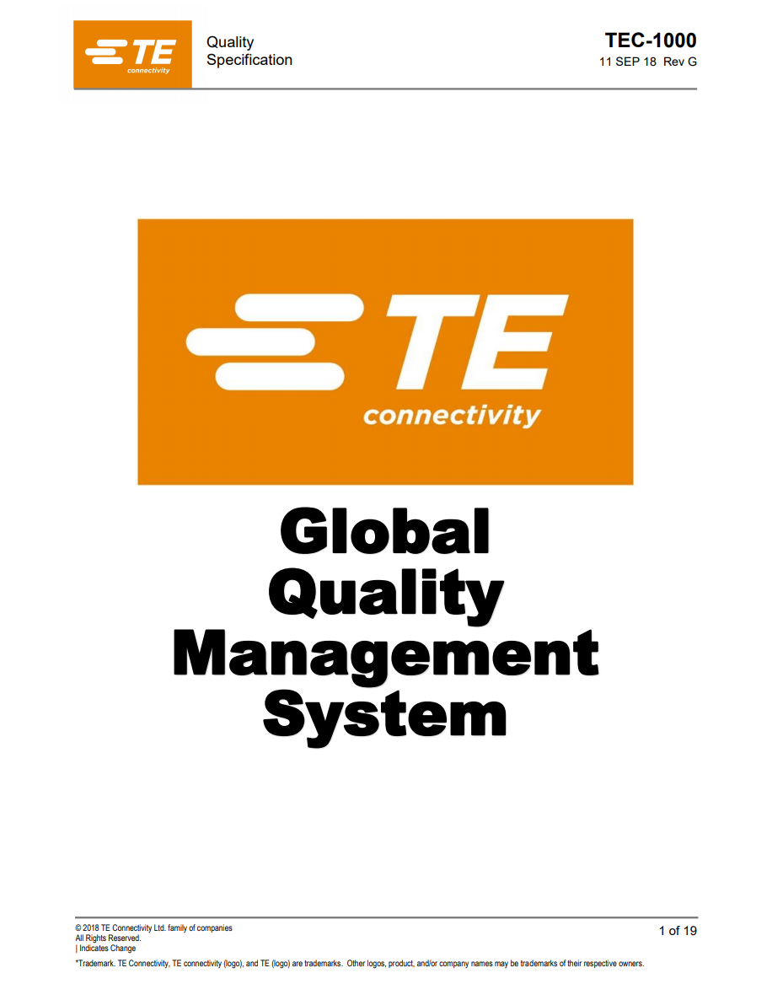 TE
connectivity
Quality
Specification
TEC-1000
11 SEP 18 Rev G
TE
connectivity
Global
Quality
Management
System
© 2018 TE Connectivity Ltd. family of companies
All Rights Reserved.
| Indicates Change
1 of 19
*Trademark. TE Connectivity, TE connectivity (logo), and TE (logo) are trademarks. Other logos, product, and/or company names may be trademarks of their respective owners.